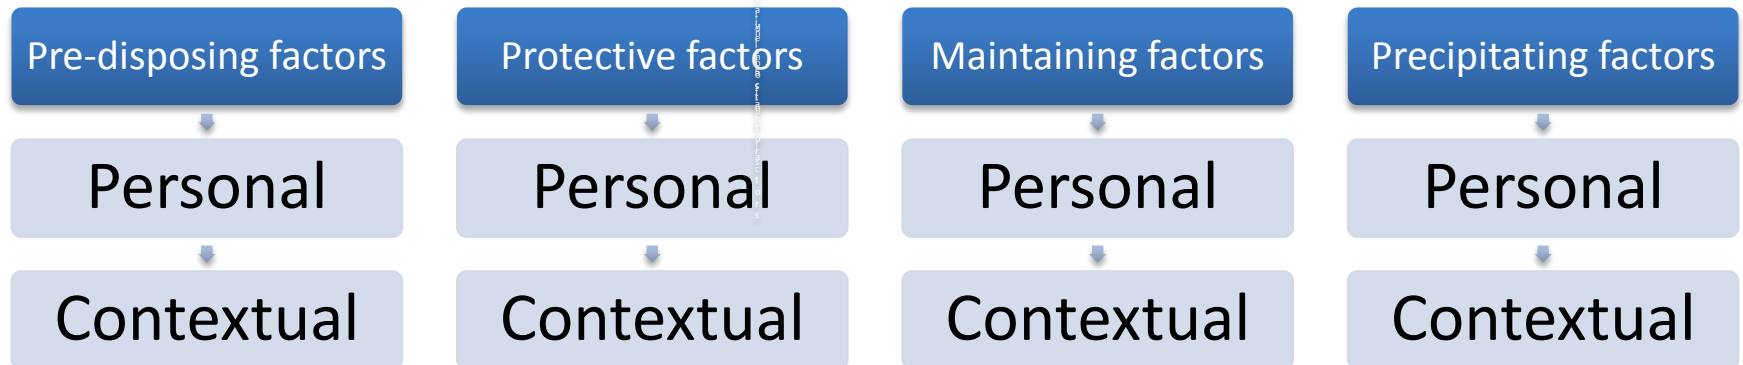 Pre-disposing factors
Personal
Contextual
Protective factors
Personal
Contextual
Maintaining factors
Personal
Contextual
Precipitating factors
Personal
Contextual